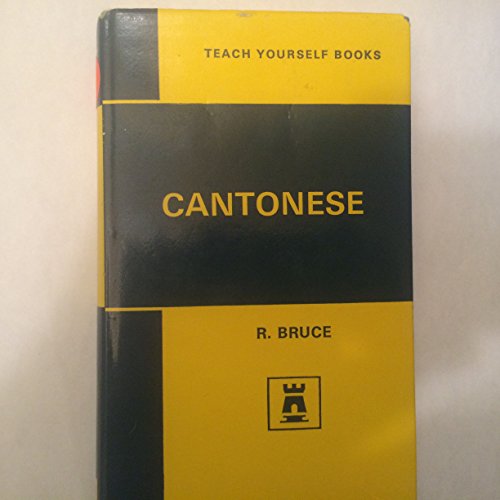 TEACH YOURSELF BOOKS
CANTONESE
R. BRUCE